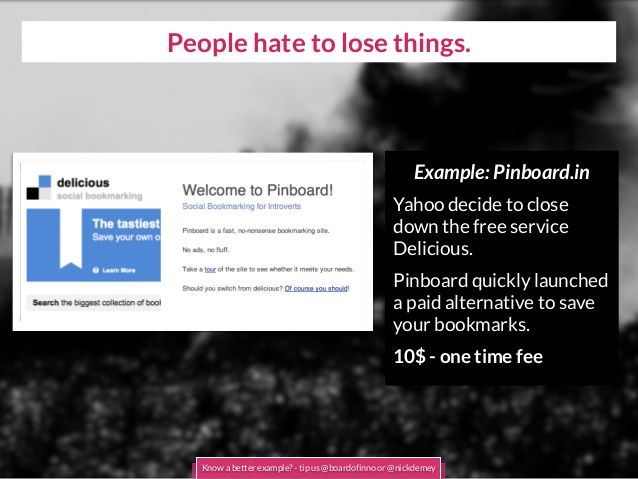 People hate to lose things.
delicious
social bookmarking
The tastiest
Save your own o
Learn More
Search the biggest collection of bool
Welcome to Pinboard!
Social Bookmarking for Introverts
Pinboard is a fast, no-nonsense bookmarking site.
No ads, no fluff.
Take a tour of the site to see whether it meets your needs.
Should you switch from delicious? Of course you should!
Example: Pinboard.in
Yahoo decide to close
down the free service
Delicious.
Pinboard quickly launched
a paid alternative to save
your bookmarks.
10$ - one time fee
Know a better example? - tip us @boardofinno or @nickdemey